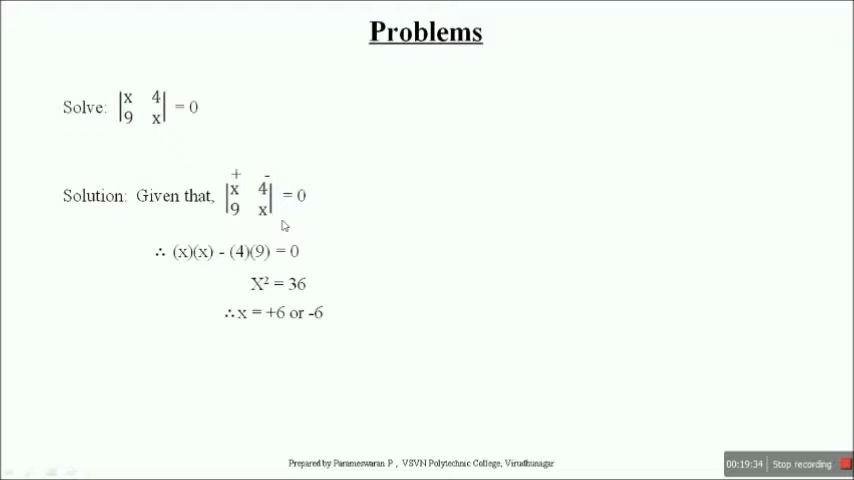 Problems
Solve: |x 4| = 0
|9 x|
+ -
Solution: Given that, |x 4| = 0
|9 x|
∴ (x)(x) - (4)(9) = 0
X² = 36
∴ x = +6 or -6
Prepared by Parameswaran P , VSVN Polytechnic College, Virudhunagar
00:19:34 Stop recording